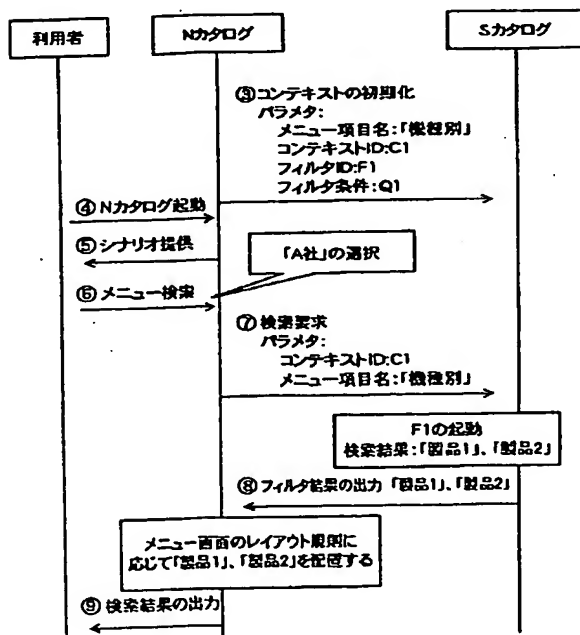 利用者
Nカタログ
Sカタログ
③コンテキストの初期化
パラメタ:
メニュー項目名:「機種別」
コンテキストID:C1
フィルタID:F1
フィルタ条件:Q1
④Nカタログ起動
⑤シナリオ提供
「A社」の選択
⑥メニュー検索
⑦検索要求
パラメタ:
コンテキストID:C1
メニュー項目名:「機種別」
F1の起動
検索結果:「製品1」、「製品2」
⑧フィルタ結果の出力「製品1」、「製品2」
メニュー画面のレイアウト規則に
応じて「製品1」、「製品2」を配置する
⑨検索結果の出力